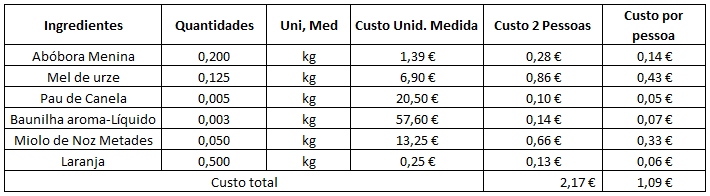 Ingredientes Quantidades Uni, Med Custo Unid. Medida Custo 2 Pessoas Custo por pessoa
Abóbora Menina 0,200 kg 1,39 € 0,28 € 0,14 €
Mel de urze 0,125 kg 6,90 € 0,86 € 0,43 €
Pau de Canela 0,005 kg 20,50 € 0,10 € 0,05 €
Baunilha aroma-Líquido 0,003 kg 57,60 € 0,14 € 0,07 €
Miolo de Noz Metades 0,050 kg 13,25 € 0,66 € 0,33 €
Laranja 0,500 kg 0,25 € 0,13 € 0,06 €
Custo total 2,17 € 1,09 €